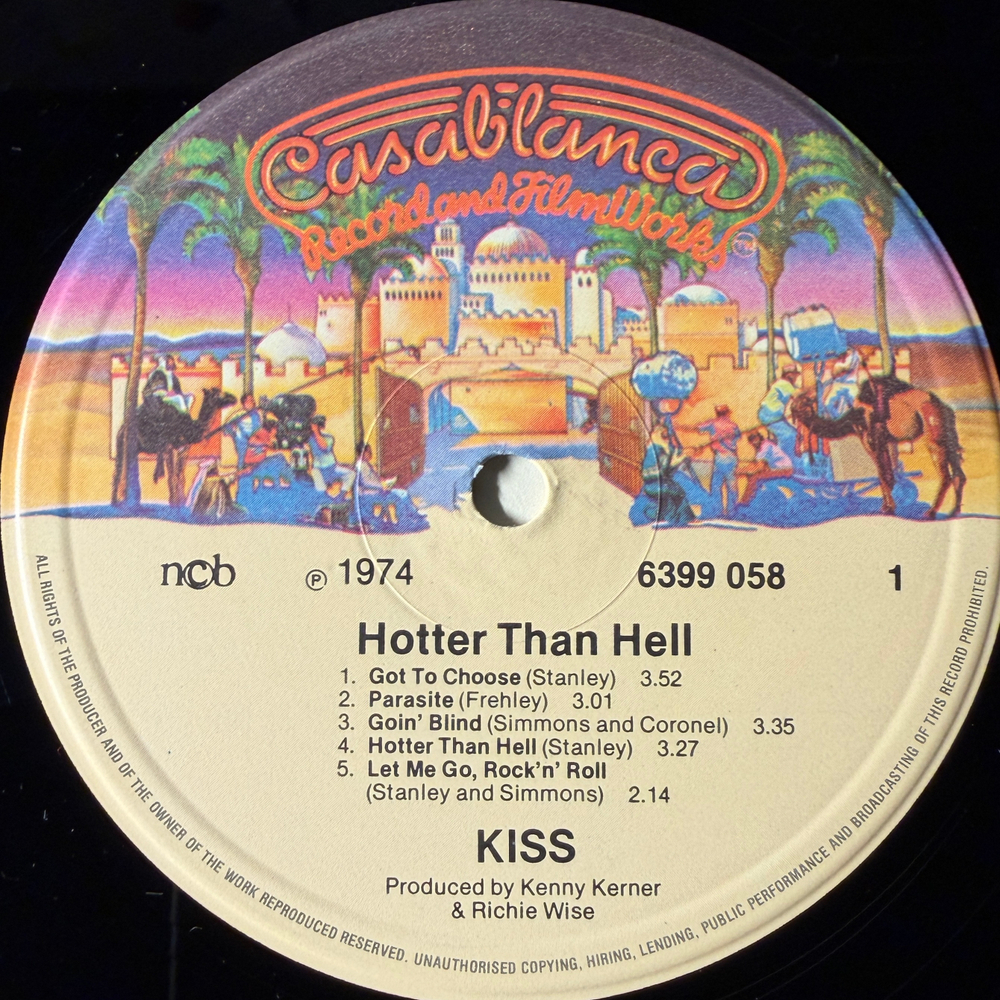 Casablanca
Record and FilmWorks™
ncb ℗ 1974 6399 058 1
Hotter Than Hell
1. Got To Choose (Stanley) 3.52
2. Parasite (Frehley) 3.01
3. Goin' Blind (Simmons and Coronel) 3.35
4. Hotter Than Hell (Stanley) 3.27
5. Let Me Go, Rock'n' Roll
(Stanley and Simmons) 2.14
KISS
Produced by Kenny Kerner
& Richie Wise
ALL RIGHTS OF THE PRODUCER AND OF THE OWNER OF THE WORK REPRODUCED RESERVED. UNAUTHORISED COPYING, HIRING, LENDING, PUBLIC PERFORMANCE AND BROADCASTING OF THIS RECORD PROHIBITED.